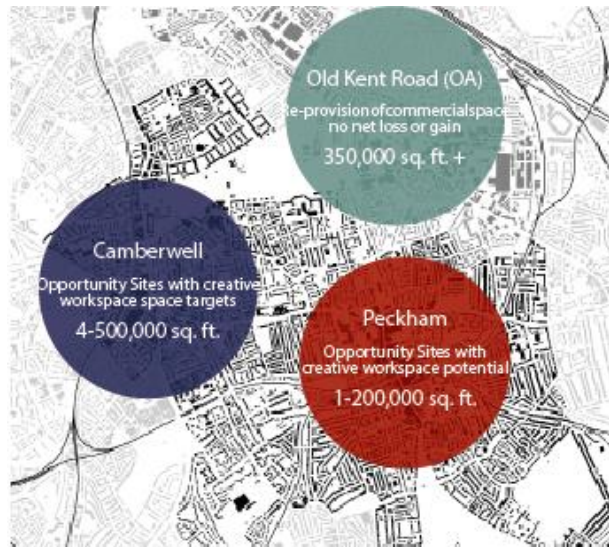 Old Kent Road (OA)
Re-provision of commercial space
no net loss or gain
350,000 sq. ft. +
Camberwell
Opportunity Sites with creative
workspace space targets
4-500,000 sq. ft.
Peckham
Opportunity Sites with
creative workspace potential
1-200,000 sq. ft.